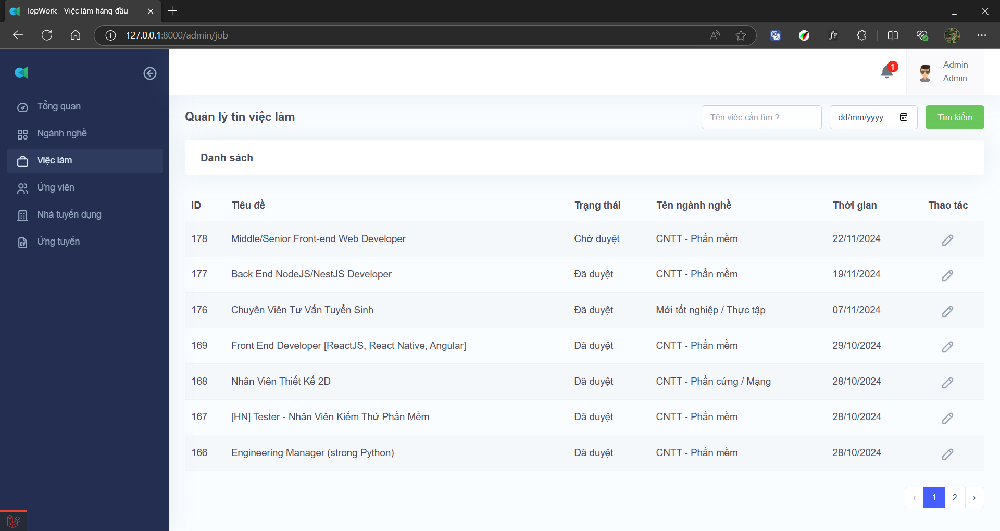 TopWork - Việc làm hàng đầu
127.0.0.1:8000/admin/job
1
Admin
Admin
Tổng quan
Ngành nghề
Việc làm
Ứng viên
Nhà tuyển dụng
CV
Ứng tuyển
Quản lý tin việc làm
Tên việc cần tìm ?
dd/mm/yyyy
Tìm kiếm
Danh sách
ID Tiêu đề Trạng thái Tên ngành nghề Thời gian Thao tác
178 Middle/Senior Front-end Web Developer Chờ duyệt CNTT - Phần mềm 22/11/2024
177 Back End NodeJS/NestJS Developer Đã duyệt CNTT - Phần mềm 19/11/2024
176 Chuyên Viên Tư Vấn Tuyển Sinh Đã duyệt Mới tốt nghiệp / Thực tập 07/11/2024
169 Front End Developer [ReactJS, React Native, Angular] Đã duyệt CNTT - Phần mềm 29/10/2024
168 Nhân Viên Thiết Kế 2D Đã duyệt CNTT - Phần cứng / Mạng 28/10/2024
167 [HN] Tester - Nhân Viên Kiểm Thử Phần Mềm Đã duyệt CNTT - Phần mềm 28/10/2024
166 Engineering Manager (strong Python) Đã duyệt CNTT - Phần mềm 28/10/2024
‹ 1 2 ›